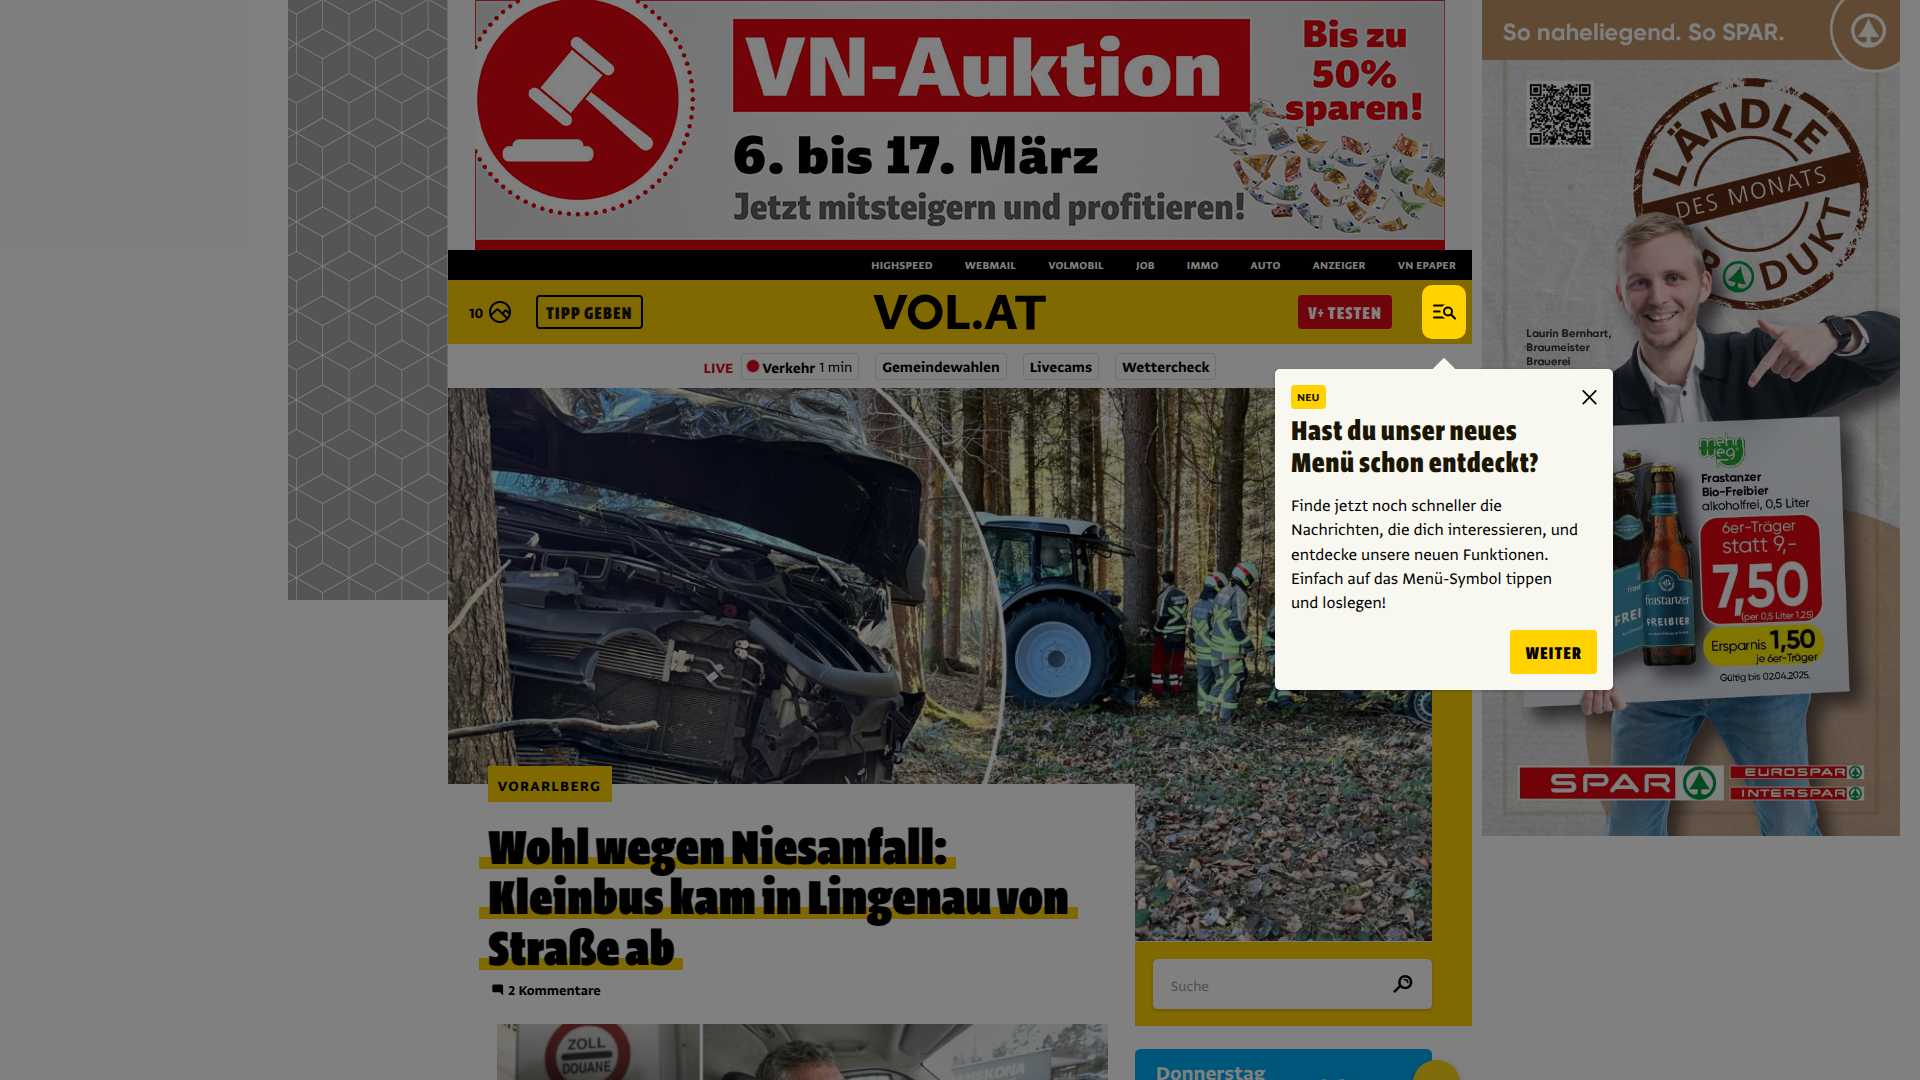 VN-Auktion
6. bis 17. März
Jetzt mitsteigern und profitieren!
Bis zu
50%
sparen!
So naheliegend. So SPAR.
LÄNDLE
DES MONATS
PRODUKT
Laurin Bernhart,
Braumeister
Brauerei
HIGHSPEED
WEBMAIL
VOLMOBIL
JOB
IMMO
AUTO
ANZEIGER
VN EPAPER
10
TIPP GEBEN
VOL.AT
V+ TESTEN
LIVE
Verkehr 1 min
Gemeindewahlen
Livecams
Wettercheck
NEU
Hast du unser neues
Menü schon entdeckt?
Finde jetzt noch schneller die
Nachrichten, die dich interessieren, und
entdecke unsere neuen Funktionen.
Einfach auf das Menü-Symbol tippen
und loslegen!
WEITER
mehr
weg
Frastanzer
Bio-Freibier
alkoholfrei, 0,5 Liter
6er-Träger
statt 9,-
7,50
(per 0,5 Liter 1,25)
Ersparnis 1,50
je 6er-Träger
Gültig bis 02.04.2025.
frastanzer
FREIBIER
SPAR
EUROSPAR
INTERSPAR
VORARLBERG
Wohl wegen Niesanfall:
Kleinbus kam in Lingenau von
Straße ab
2 Kommentare
Suche
ZOLL
DOUANE
Donnerstag